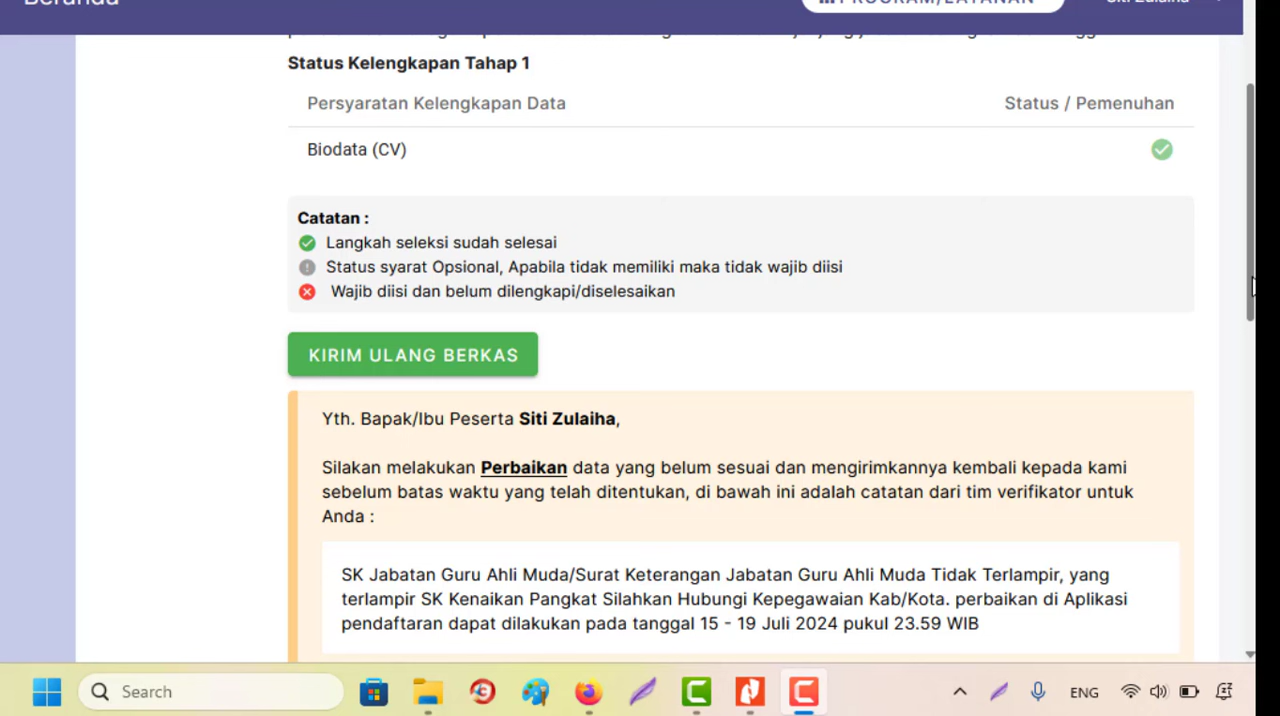 Beranda
PROGRAM/LAYANAN
Siti Zulaiha
Status Kelengkapan Tahap 1
Persyaratan Kelengkapan Data
Status / Pemenuhan
Biodata (CV)
Catatan :
Langkah seleksi sudah selesai
Status syarat Opsional, Apabila tidak memiliki maka tidak wajib diisi
Wajib diisi dan belum dilengkapi/diselesaikan
KIRIM ULANG BERKAS
Yth. Bapak/Ibu Peserta Siti Zulaiha,
Silakan melakukan Perbaikan data yang belum sesuai dan mengirimkannya kembali kepada kami
sebelum batas waktu yang telah ditentukan, di bawah ini adalah catatan dari tim verifikator untuk
Anda :
SK Jabatan Guru Ahli Muda/Surat Keterangan Jabatan Guru Ahli Muda Tidak Terlampir, yang
terlampir SK Kenaikan Pangkat Silahkan Hubungi Kepegawaian Kab/Kota. perbaikan di Aplikasi
pendaftaran dapat dilakukan pada tanggal 15 - 19 Juli 2024 pukul 23.59 WIB
Search
ENG